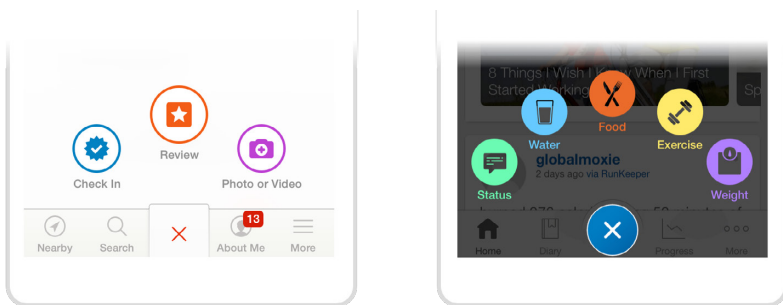 Review
Check In
Photo or Video
13
Nearby
Search
About Me
More
8 Things I Wish I Knew When I First
Started Working
Sp
Food
Water
Exercise
globalmoxie
2 days ago via RunKeeper
Status
Weight
Home
Diary
Progress
More